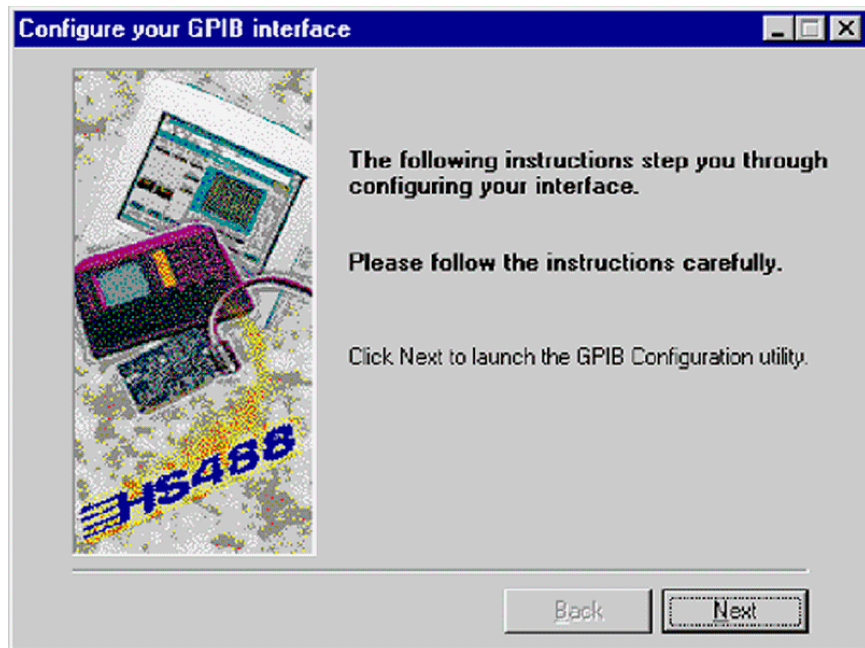 Configure your GPIB interface
The following instructions step you through
configuring your interface.
Please follow the instructions carefully.
Click Next to launch the GPIB Configuration utility.
HS488
Back
Next